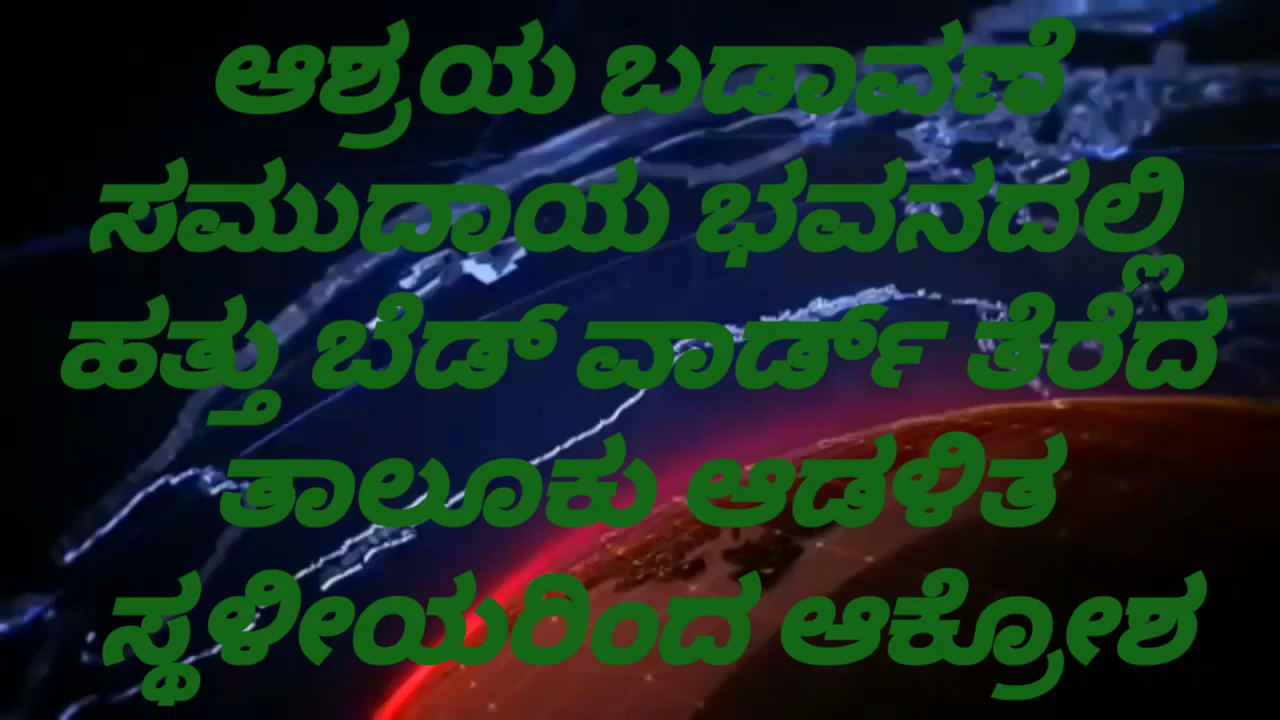 ಆಶ್ರಯ ಬಡಾವಣೆ
ಸಮುದಾಯ ಭವನದಲ್ಲಿ
ಹತ್ತು ಬೆಡ್ ವಾರ್ಡ್ ತೆರೆದ
ತಾಲೂಕು ಆಡಳಿತ
ಸ್ಥಳೀಯರಿಂದ ಆಕ್ರೋಶ